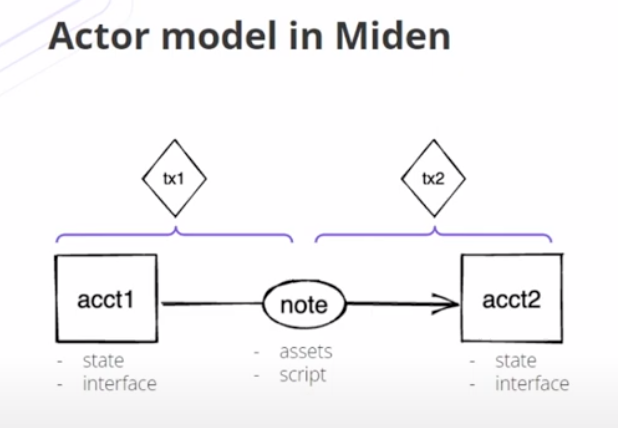 Actor model in Miden
tx1
tx2
acct1
note
acct2
- state
- interface
- assets
- script
- state
- interface